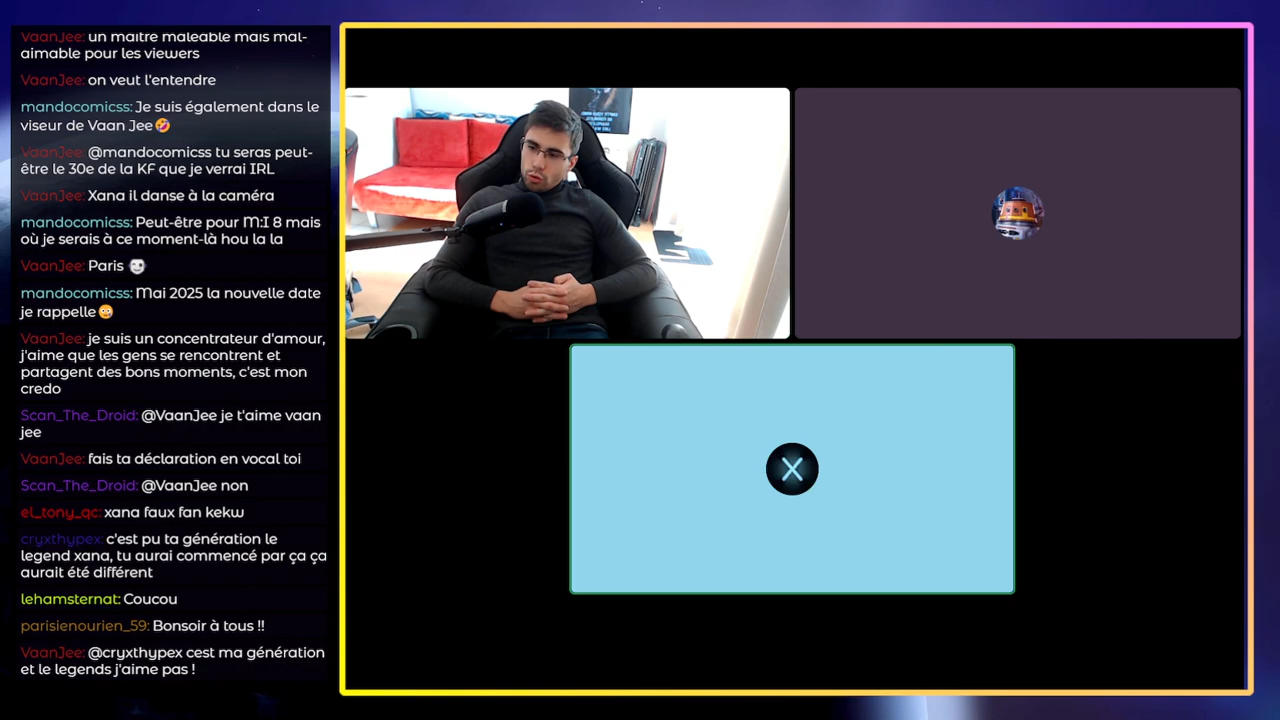 VaanJee: un maitre maleable mais mal-
aimable pour les viewers
VaanJee: on veut l'entendre
mandocomicss: Je suis également dans le
viseur de Vaan Jee🤣
VaanJee: @mandocomicss tu seras peut-
être le 30e de la KF que je verrai IRL
VaanJee: Xana il danse à la caméra
mandocomicss: Peut-être pour M:I 8 mais
où je serais à ce moment-là hou la la
VaanJee: Paris
mandocomicss: Mai 2025 la nouvelle date
je rappelle😳
VaanJee: je suis un concentrateur d'amour,
j'aime que les gens se rencontrent et
partagent des bons moments, c'est mon
credo
Scan_The_Droid: @VaanJee je t'aime vaan
jee
VaanJee: fais ta déclaration en vocal toi
Scan_The_Droid: @VaanJee non
el_tony_qc: xana faux fan kekw
cryxthypex: c'est pu ta génération le
legend xana, tu aurai commencé par ça ça
aurait été différent
lehamsternat: Coucou
parisienourien_59: Bonsoir à tous !!
VaanJee: @cryxthypex cest ma génération
et le legends j'aime pas !
X